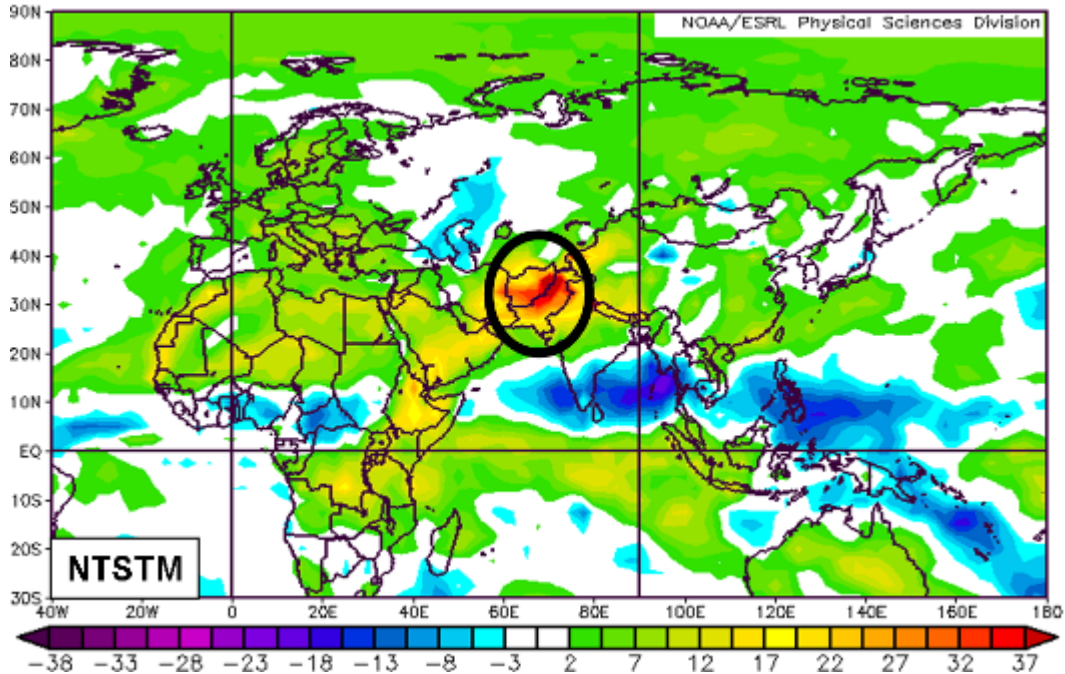 90N
NOAA/ESRL Physical Sciences Division
80N
70N
60N
50N
40N
30N
20N
10N
EQ
10S
20S
NTSTM
30S
40W 20W 0 20E 40E 60E 80E 100E 120E 140E 160E 180
-38 -33 -28 -23 -18 -13 -8 -3 2 7 12 17 22 27 32 37